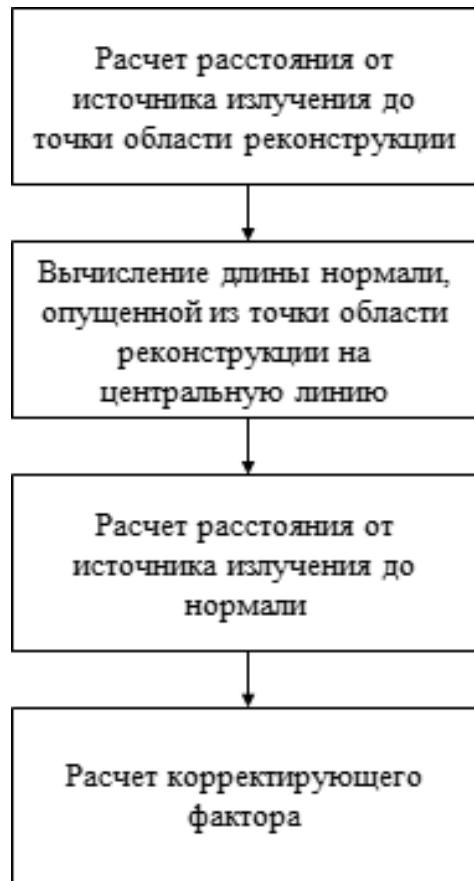 Расчет расстояния от
источника излучения до
точки области реконструкции
Вычисление длины нормали,
опущенной из точки области
реконструкции на
центральную линию
Расчет расстояния от
источника излучения до
нормали
Расчет корректирующего
фактора